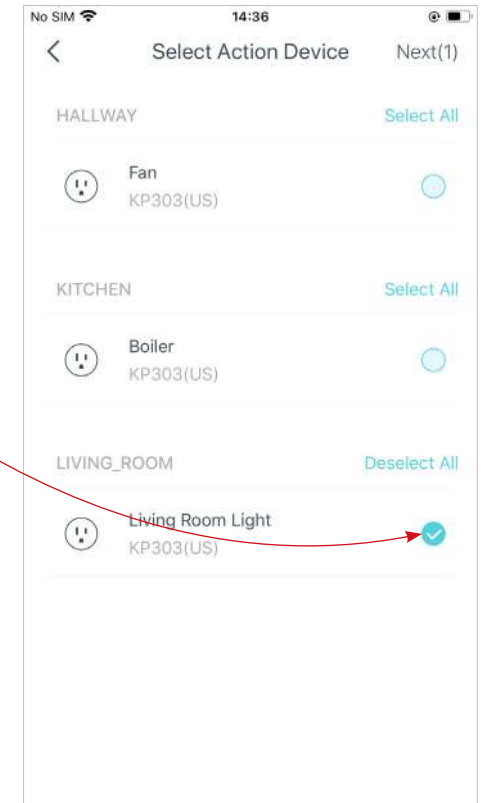 No SIM 14:36
Select Action Device Next(1)
HALLWAY Select All
Fan
KP303(US)
KITCHEN Select All
Boiler
KP303(US)
LIVING_ROOM Deselect All
Living Room Light
KP303(US)